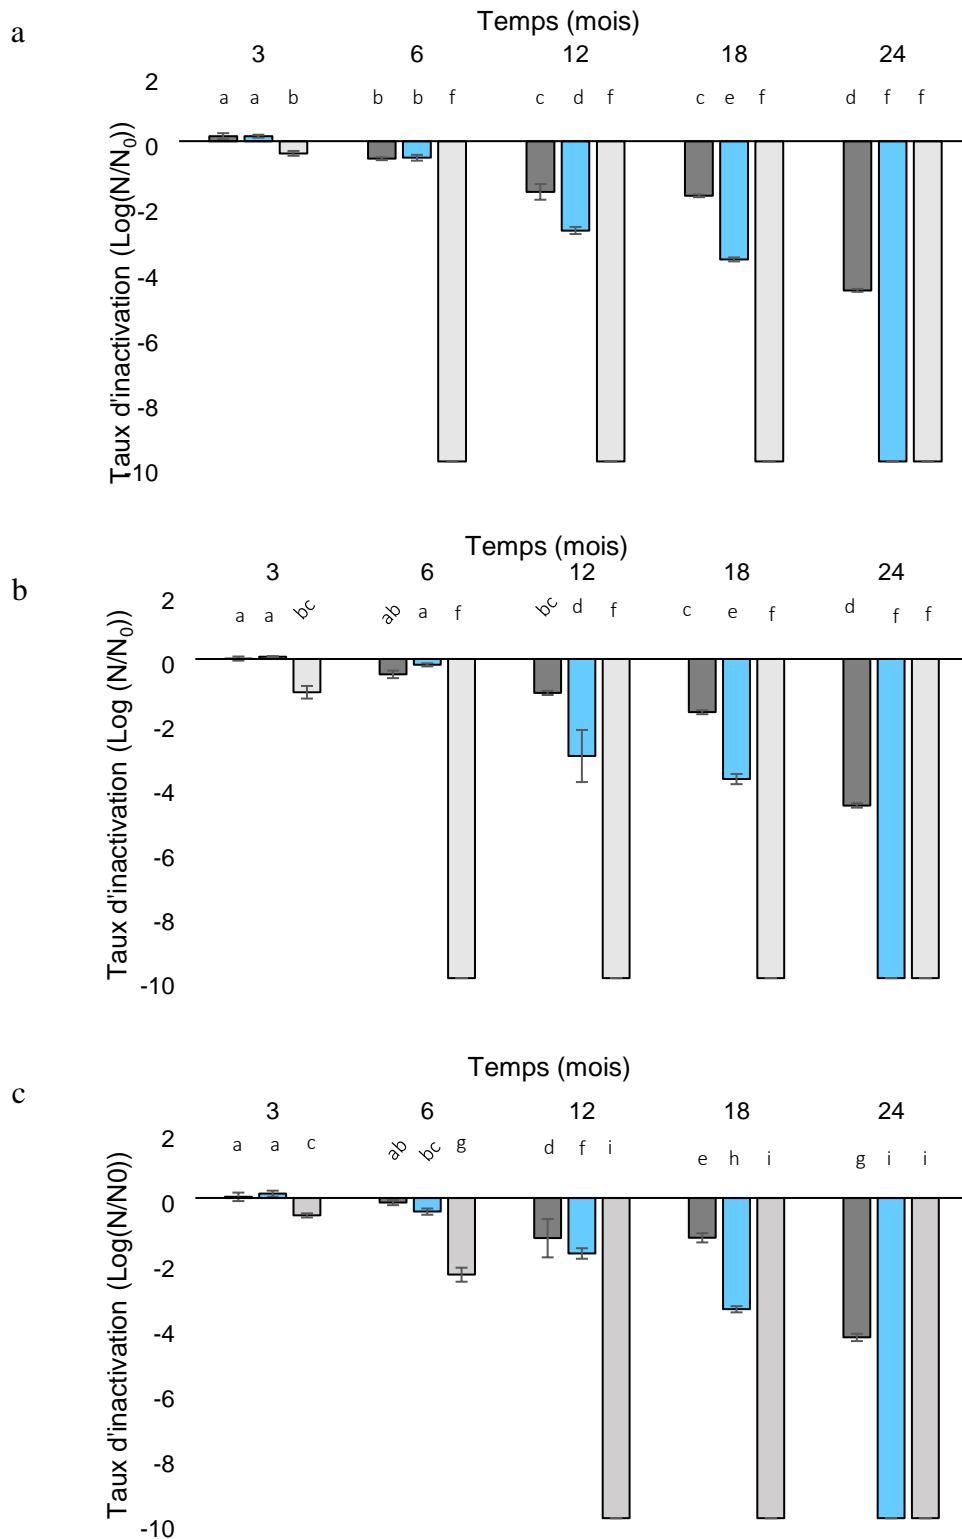 a
Temps (mois)
3 6 12 18 24
2
a a b b b f c d f c e f d f f
0
-2
-4
-6
-8
-10
Taux d'inactivation (Log(N/N₀))
b
Temps (mois)
3 6 12 18 24
2
a a bc ab a f bc d f c e f d f f
0
-2
-4
-6
-8
-10
Taux d'inactivation (Log (N/N₀))
c
Temps (mois)
3 6 12 18 24
2
a a c ab bc g d f i e h i g i i
0
-2
-4
-6
-8
-10
Taux d'inactivation (Log(N/N0))